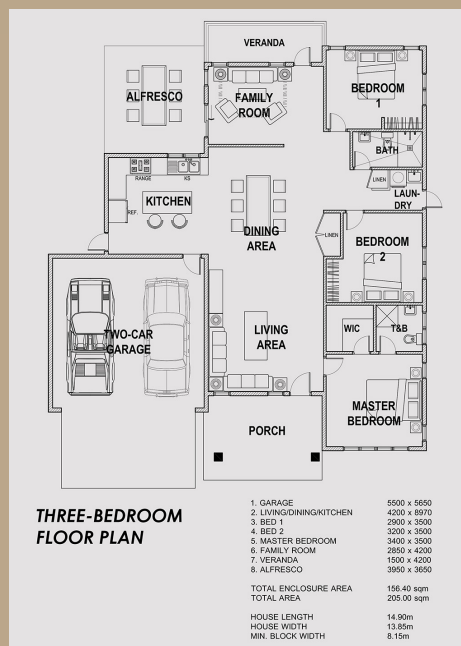 VERANDA
ALFRESCO
FAMILY
ROOM
BEDROOM
1
BATH
RANGE
KS
LINEN
LAUN-
DRY
KITCHEN
REF.
DINING
AREA
LINEN
BEDROOM
2
TWO-CAR
GARAGE
LIVING
AREA
WIC
T&B
MASTER
BEDROOM
PORCH
THREE-BEDROOM
FLOOR PLAN
1. GARAGE 5500 x 5650
2. LIVING/DINING/KITCHEN 4200 x 8970
3. BED 1 2900 x 3500
4. BED 2 3200 x 3500
5. MASTER BEDROOM 3400 x 3500
6. FAMILY ROOM 2850 x 4200
7. VERANDA 1500 x 4200
8. ALFRESCO 3950 x 3650
TOTAL ENCLOSURE AREA 156.40 sqm
TOTAL AREA 205.00 sqm
HOUSE LENGTH 14.90m
HOUSE WIDTH 13.85m
MIN. BLOCK WIDTH 8.15m